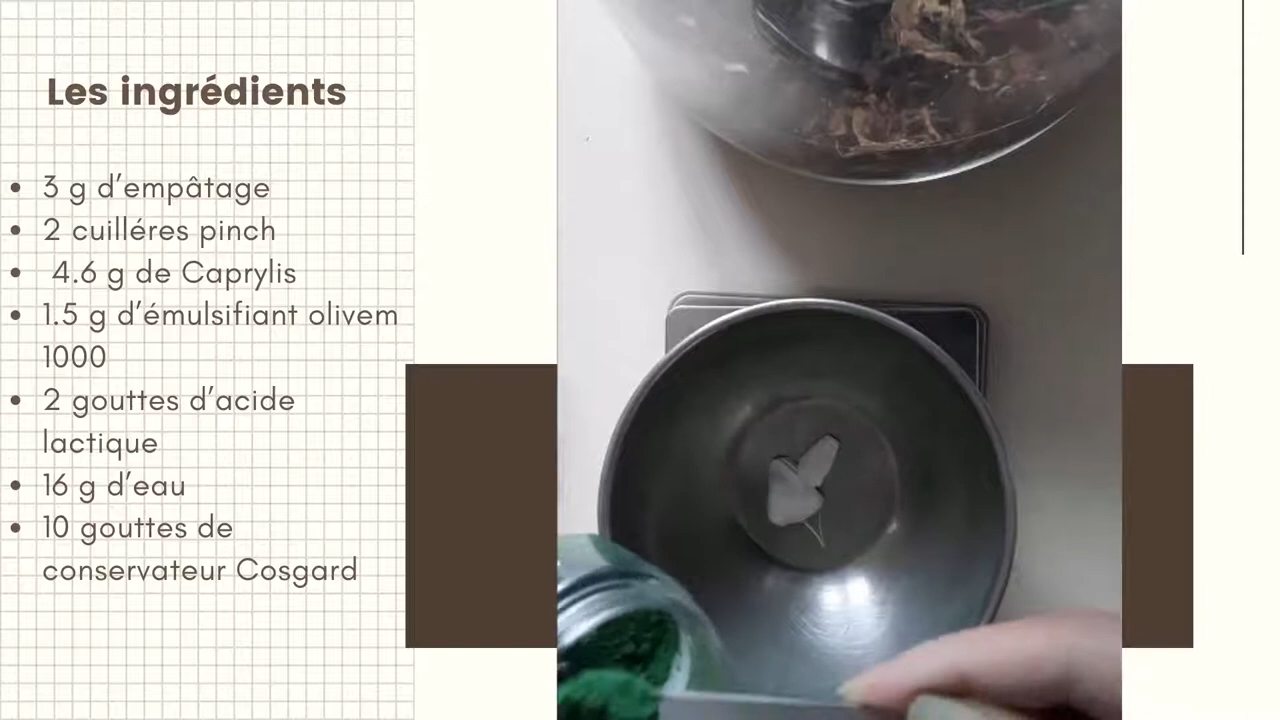 Les ingrédients
3 g d’empâtage
2 cuilléres pinch
4.6 g de Caprylis
1.5 g d’émulsifiant olivem
1000
2 gouttes d’acide
lactique
16 g d’eau
10 gouttes de
conservateur Cosgard